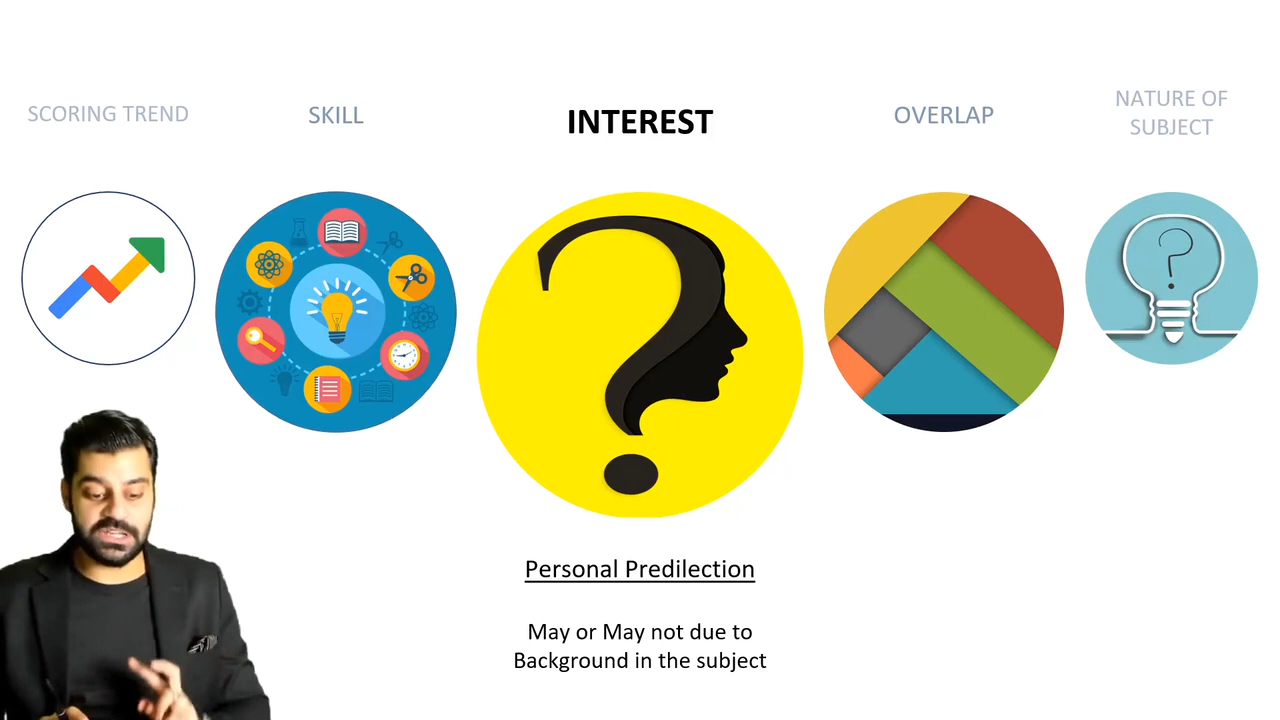 SCORING TREND
SKILL
INTEREST
OVERLAP
NATURE OF
SUBJECT
Personal Predilection
May or May not due to
Background in the subject